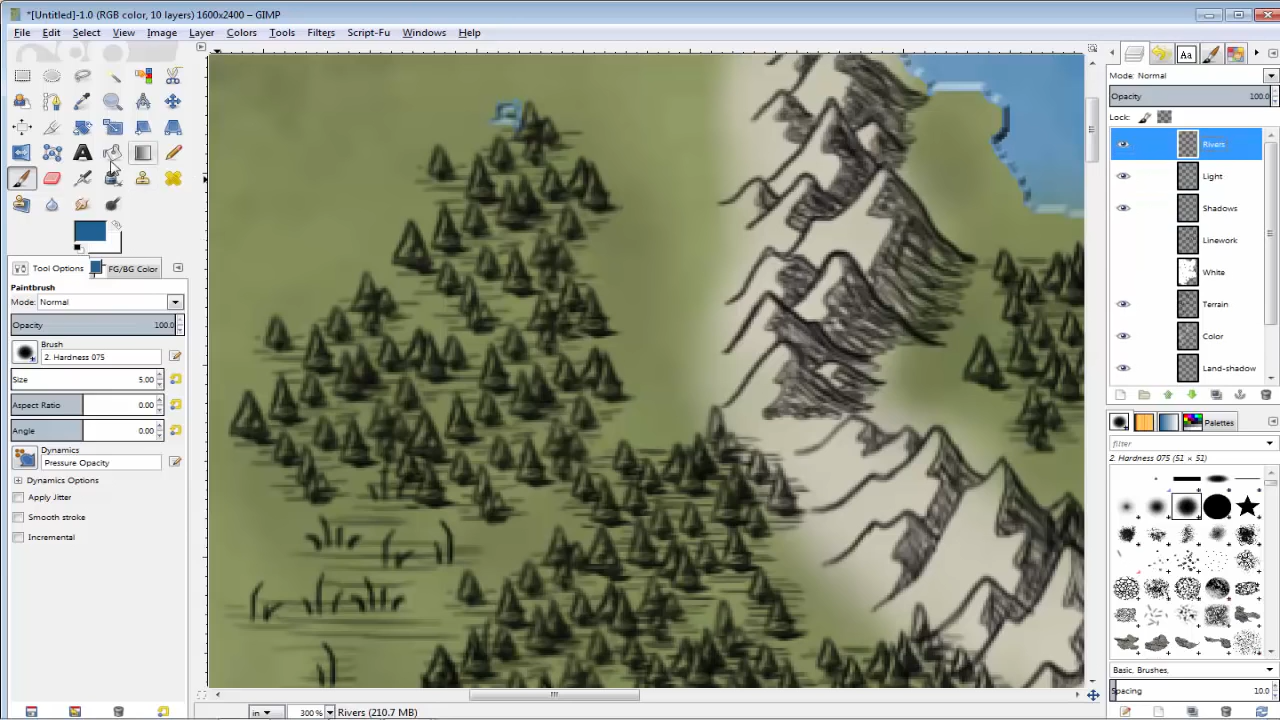 *[Untitled]-1.0 (RGB color, 10 layers) 1600x2400 – GIMP
File Edit Select View Image Layer Colors Tools Filters Script-Fu Windows Help
Mode: Normal
Opacity 100.0
Lock:
Rivers
Light
Shadows
Linework
White
Terrain
Color
Land-shadow
Tool Options FG/BG Color
Paintbrush
Mode: Normal
Opacity 100.0
Brush
2. Hardness 075
Size 5.00
Aspect Ratio 0.00
Angle 0.00
Dynamics
Pressure Opacity
Dynamics Options
Apply Jitter
Smooth stroke
Incremental
Palettes
filter
2. Hardness 075 (51 × 51)
Basic, Brushes,
Spacing 10.0
in 300% Rivers (210.7 MB)